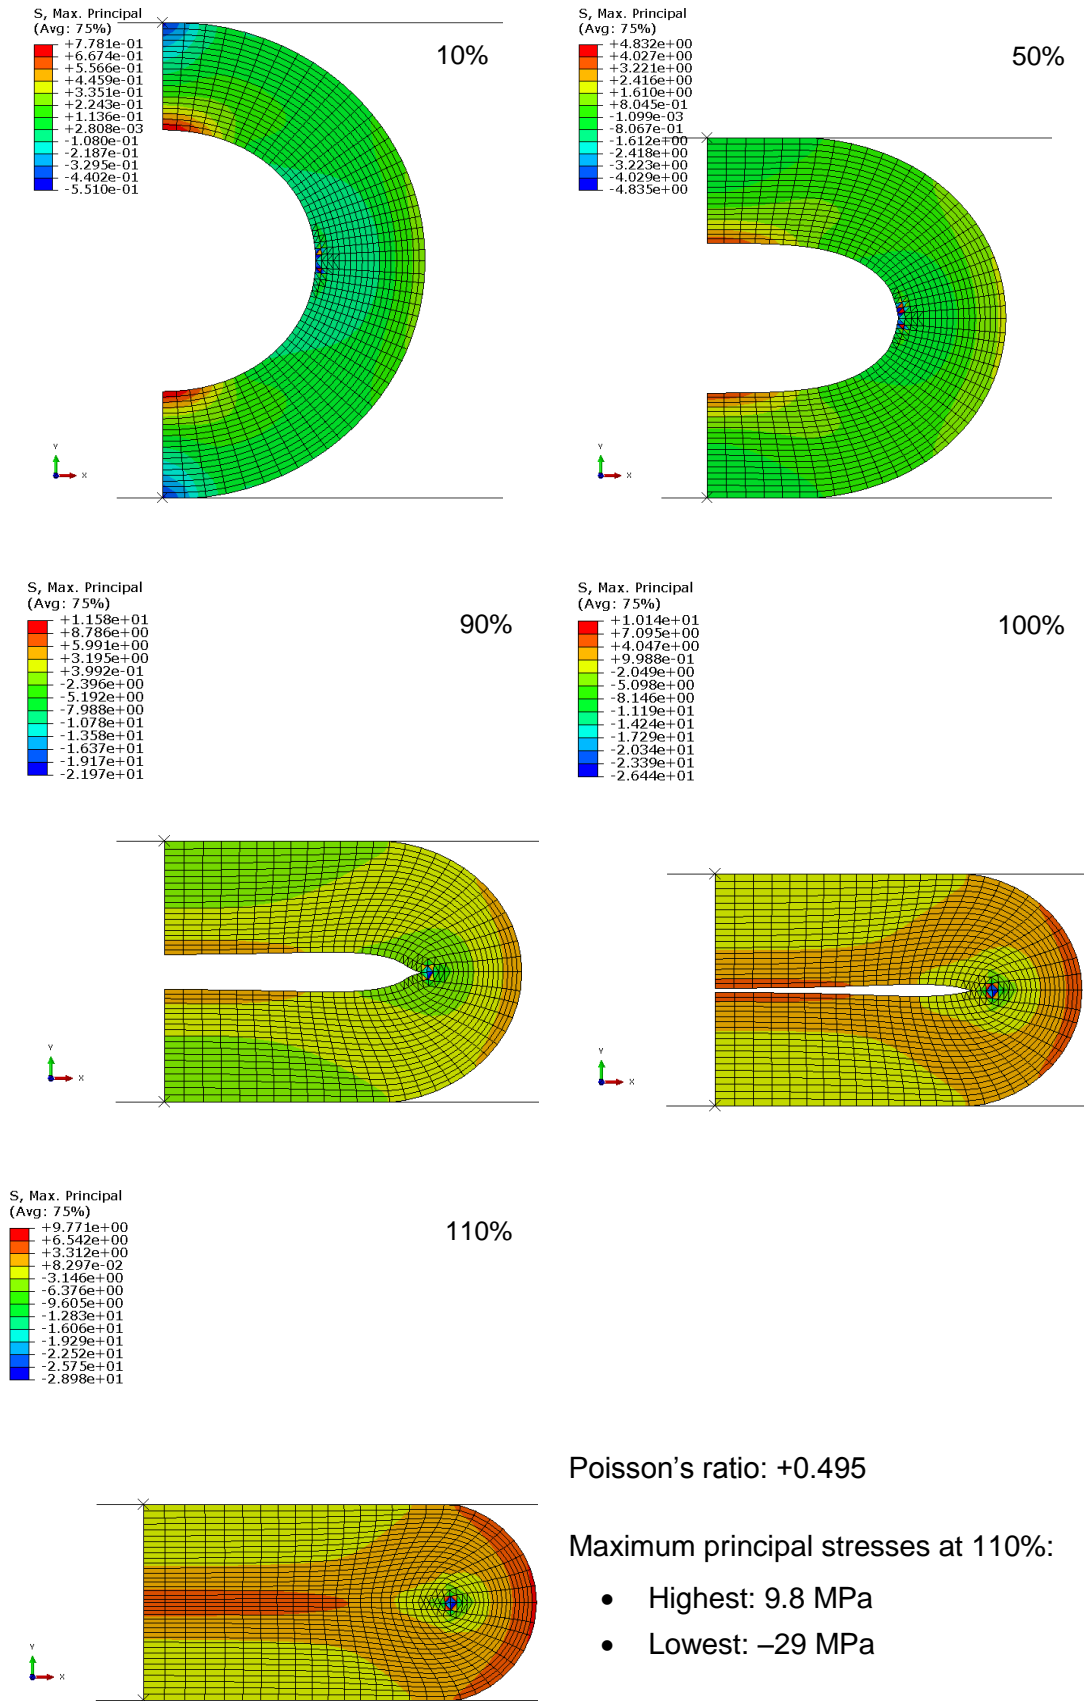 S, Max. Principal
(Avg: 75%)
+7.781e-01
+6.674e-01
+5.566e-01
+4.459e-01
+3.351e-01
+2.243e-01
+1.136e-01
+2.808e-03
-1.080e-01
-2.187e-01
-3.295e-01
-4.402e-01
-5.510e-01
10%
Y
X
S, Max. Principal
(Avg: 75%)
+4.832e+00
+4.027e+00
+3.221e+00
+2.416e+00
+1.610e+00
+8.045e-01
-1.099e-03
-8.067e-01
-1.612e+00
-2.418e+00
-3.223e+00
-4.029e+00
-4.835e+00
50%
Y
X
S, Max. Principal
(Avg: 75%)
+1.158e+01
+8.786e+00
+5.991e+00
+3.195e+00
+3.992e-01
-2.396e+00
-5.192e+00
-7.988e+00
-1.078e+01
-1.358e+01
-1.637e+01
-1.917e+01
-2.197e+01
90%
Y
X
S, Max. Principal
(Avg: 75%)
+1.014e+01
+7.095e+00
+4.047e+00
+9.988e-01
-2.049e+00
-5.098e+00
-8.146e+00
-1.119e+01
-1.424e+01
-1.729e+01
-2.034e+01
-2.339e+01
-2.644e+01
100%
Y
X
S, Max. Principal
(Avg: 75%)
+9.771e+00
+6.542e+00
+3.312e+00
+8.297e-02
-3.146e+00
-6.376e+00
-9.605e+00
-1.283e+01
-1.606e+01
-1.929e+01
-2.252e+01
-2.575e+01
-2.898e+01
110%
Y
X
Poisson's ratio: +0.495
Maximum principal stresses at 110%:
• Highest: 9.8 MPa
• Lowest: –29 MPa